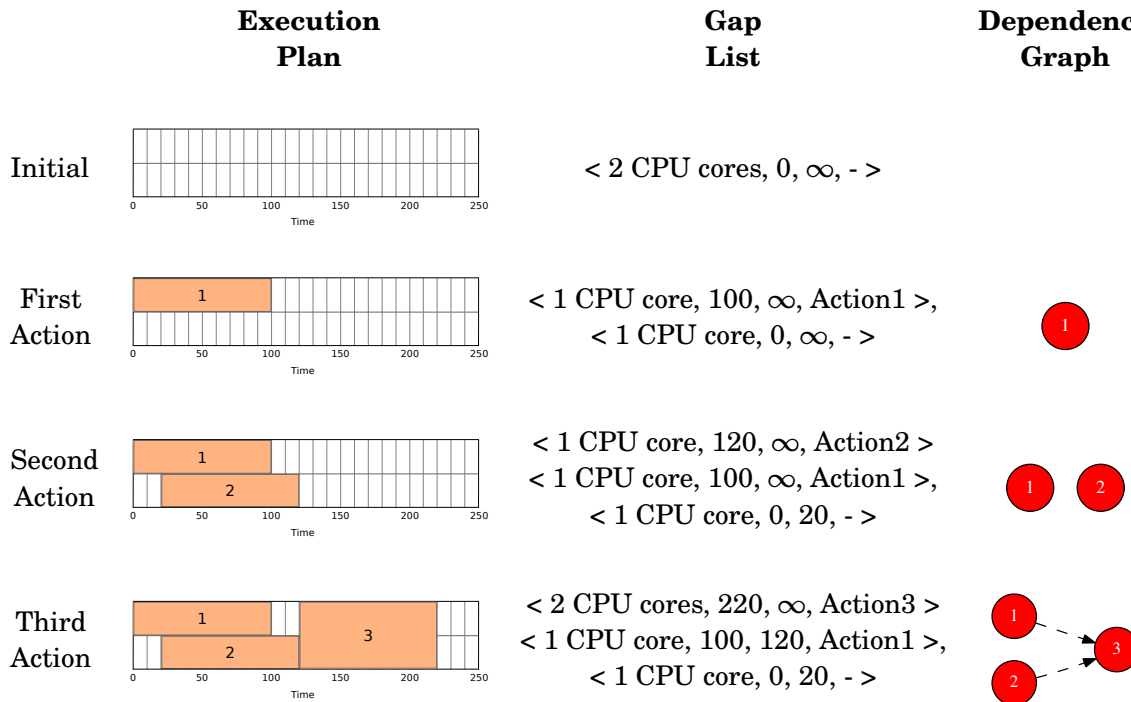 Execution
Plan
Gap
List
Graph
Initial
0 50 100 150 200 250
Time
< 2 CPU cores, 0, ∞, - >
First
Action
1
0 50 100 150 200 250
Time
< 1 CPU core, 100, ∞, Action1 >,
< 1 CPU core, 0, ∞, - >
1
Second
Action
1
2
0 50 100 150 200 250
Time
< 1 CPU core, 120, ∞, Action2 >
< 1 CPU core, 100, ∞, Action1 >,
< 1 CPU core, 0, 20, - >
1 2
Third
Action
1
2
3
0 50 100 150 200 250
Time
< 2 CPU cores, 220, ∞, Action3 >
< 1 CPU core, 100, 120, Action1 >,
< 1 CPU core, 0, 20, - >
1
2
3